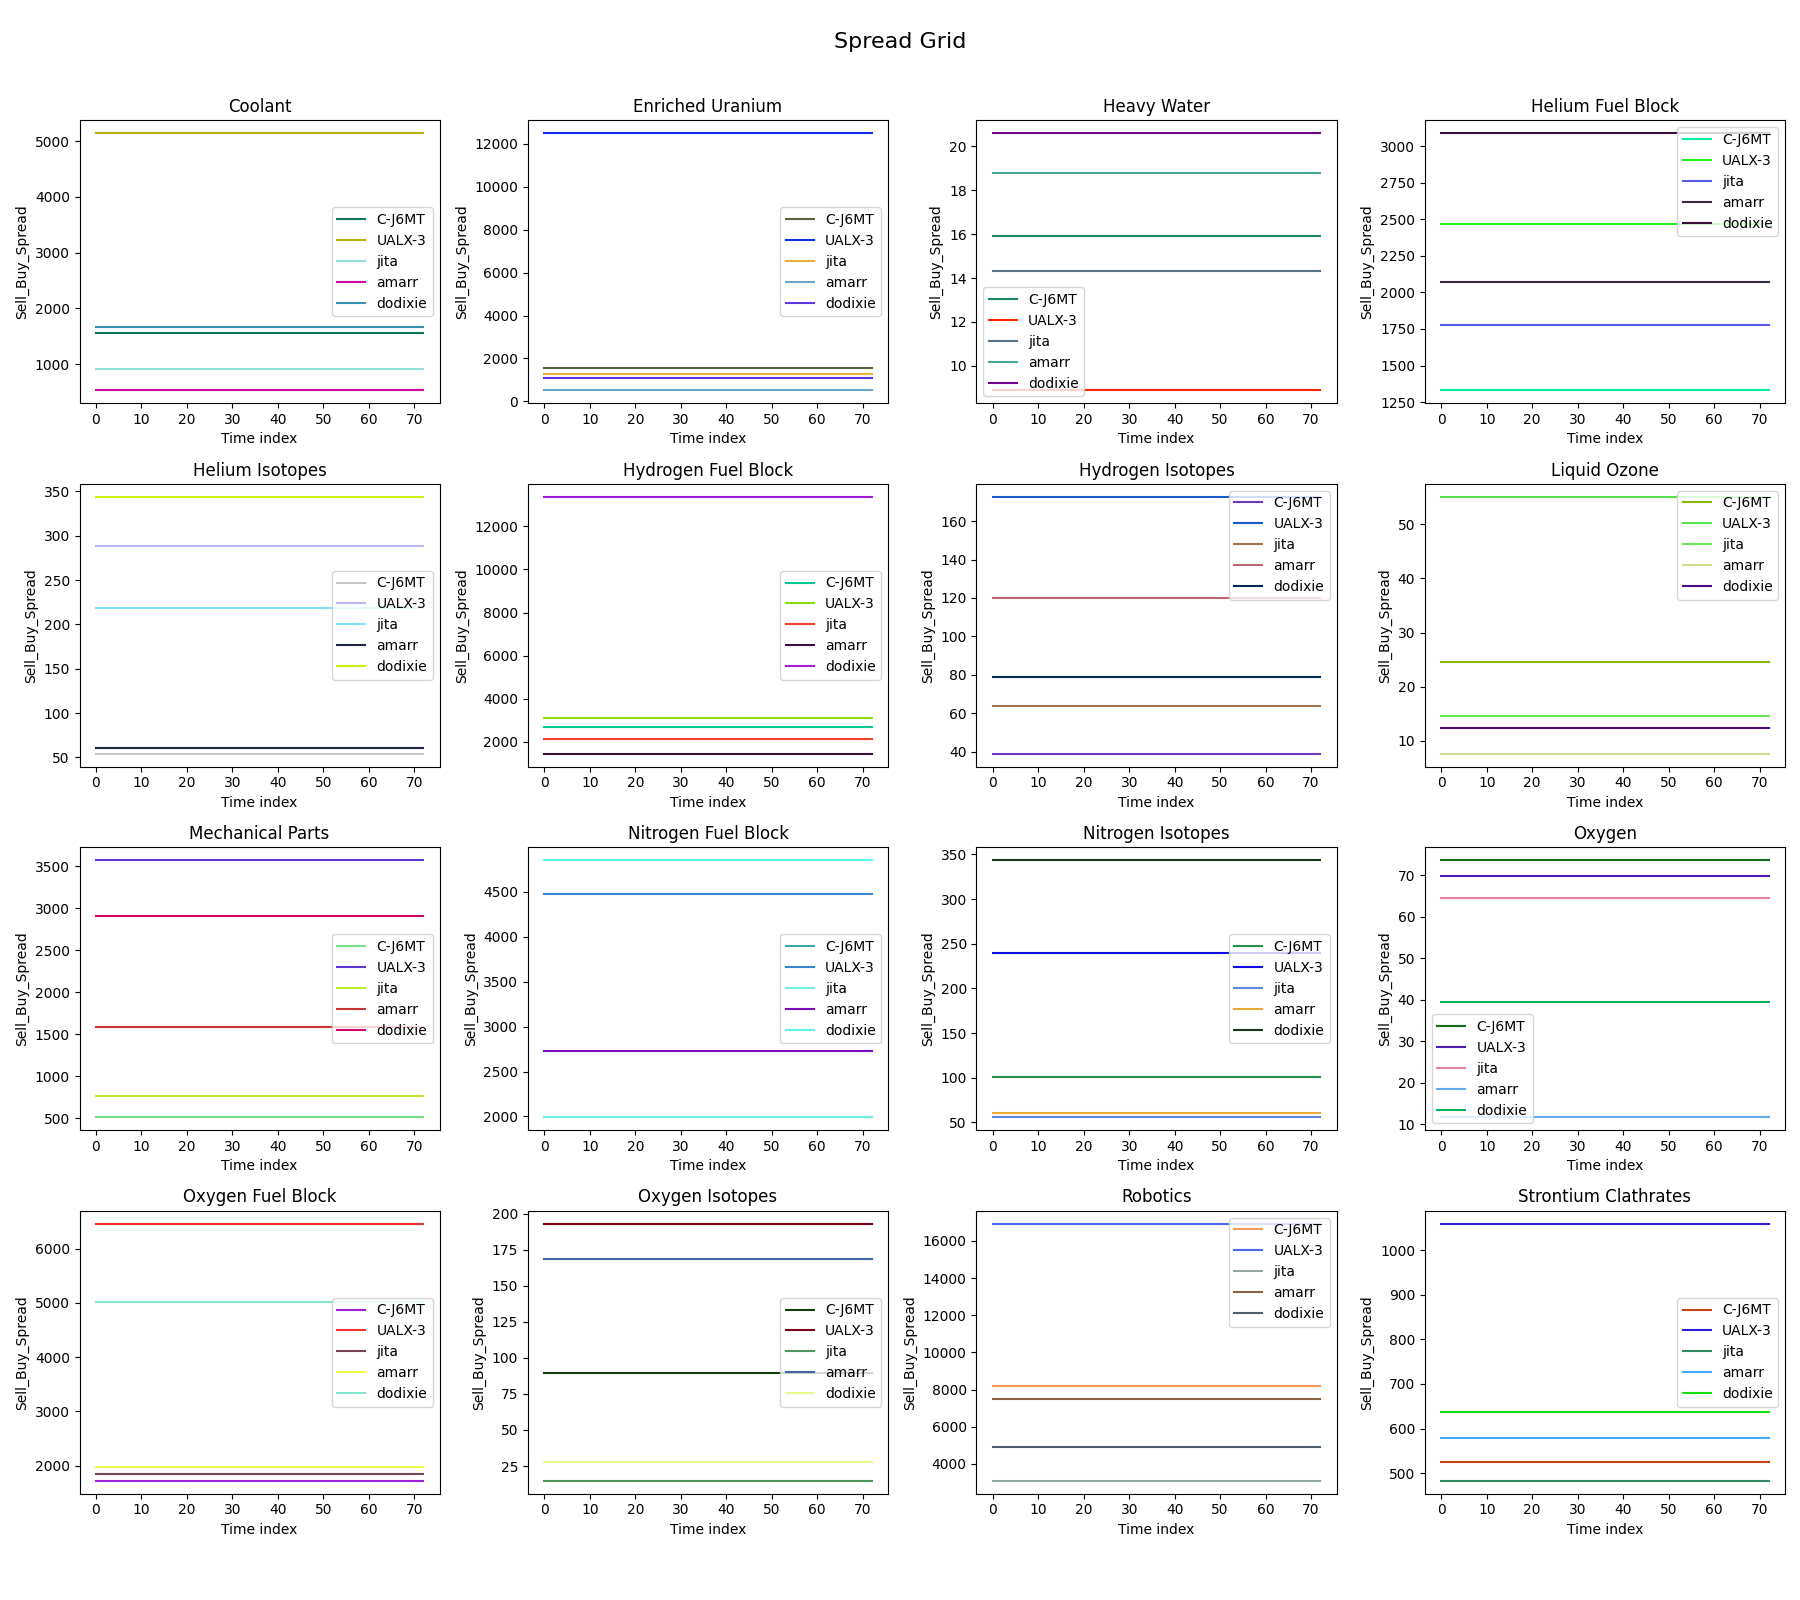 Spread Grid
Coolant
Sell_Buy_Spread
5000
4000
3000
2000
1000
C-J6MT
UALX-3
jita
amarr
dodixie
0 10 20 30 40 50 60 70
Time index
Enriched Uranium
Sell_Buy_Spread
12000
10000
8000
6000
4000
2000
0
C-J6MT
UALX-3
jita
amarr
dodixie
0 10 20 30 40 50 60 70
Time index
Heavy Water
Sell_Buy_Spread
20
18
16
14
12
10
C-J6MT
UALX-3
jita
amarr
dodixie
0 10 20 30 40 50 60 70
Time index
Helium Fuel Block
Sell_Buy_Spread
3000
2750
2500
2250
2000
1750
1500
1250
C-J6MT
UALX-3
jita
amarr
dodixie
0 10 20 30 40 50 60 70
Time index
Helium Isotopes
Sell_Buy_Spread
350
300
250
200
150
100
50
C-J6MT
UALX-3
jita
amarr
dodixie
0 10 20 30 40 50 60 70
Time index
Hydrogen Fuel Block
Sell_Buy_Spread
12000
10000
8000
6000
4000
2000
C-J6MT
UALX-3
jita
amarr
dodixie
0 10 20 30 40 50 60 70
Time index
Hydrogen Isotopes
Sell_Buy_Spread
160
140
120
100
80
60
40
C-J6MT
UALX-3
jita
amarr
dodixie
0 10 20 30 40 50 60 70
Time index
Liquid Ozone
Sell_Buy_Spread
50
40
30
20
10
C-J6MT
UALX-3
jita
amarr
dodixie
0 10 20 30 40 50 60 70
Time index
Mechanical Parts
Sell_Buy_Spread
3500
3000
2500
2000
1500
1000
500
C-J6MT
UALX-3
jita
amarr
dodixie
0 10 20 30 40 50 60 70
Time index
Nitrogen Fuel Block
Sell_Buy_Spread
4500
4000
3500
3000
2500
2000
C-J6MT
UALX-3
jita
amarr
dodixie
0 10 20 30 40 50 60 70
Time index
Nitrogen Isotopes
Sell_Buy_Spread
350
300
250
200
150
100
50
C-J6MT
UALX-3
jita
amarr
dodixie
0 10 20 30 40 50 60 70
Time index
Oxygen
Sell_Buy_Spread
70
60
50
40
30
20
10
C-J6MT
UALX-3
jita
amarr
dodixie
0 10 20 30 40 50 60 70
Time index
Oxygen Fuel Block
Sell_Buy_Spread
6000
5000
4000
3000
2000
C-J6MT
UALX-3
jita
amarr
dodixie
0 10 20 30 40 50 60 70
Time index
Oxygen Isotopes
Sell_Buy_Spread
200
175
150
125
100
75
50
25
C-J6MT
UALX-3
jita
amarr
dodixie
0 10 20 30 40 50 60 70
Time index
Robotics
Sell_Buy_Spread
16000
14000
12000
10000
8000
6000
4000
C-J6MT
UALX-3
jita
amarr
dodixie
0 10 20 30 40 50 60 70
Time index
Strontium Clathrates
Sell_Buy_Spread
1000
900
800
700
600
500
C-J6MT
UALX-3
jita
amarr
dodixie
0 10 20 30 40 50 60 70
Time index